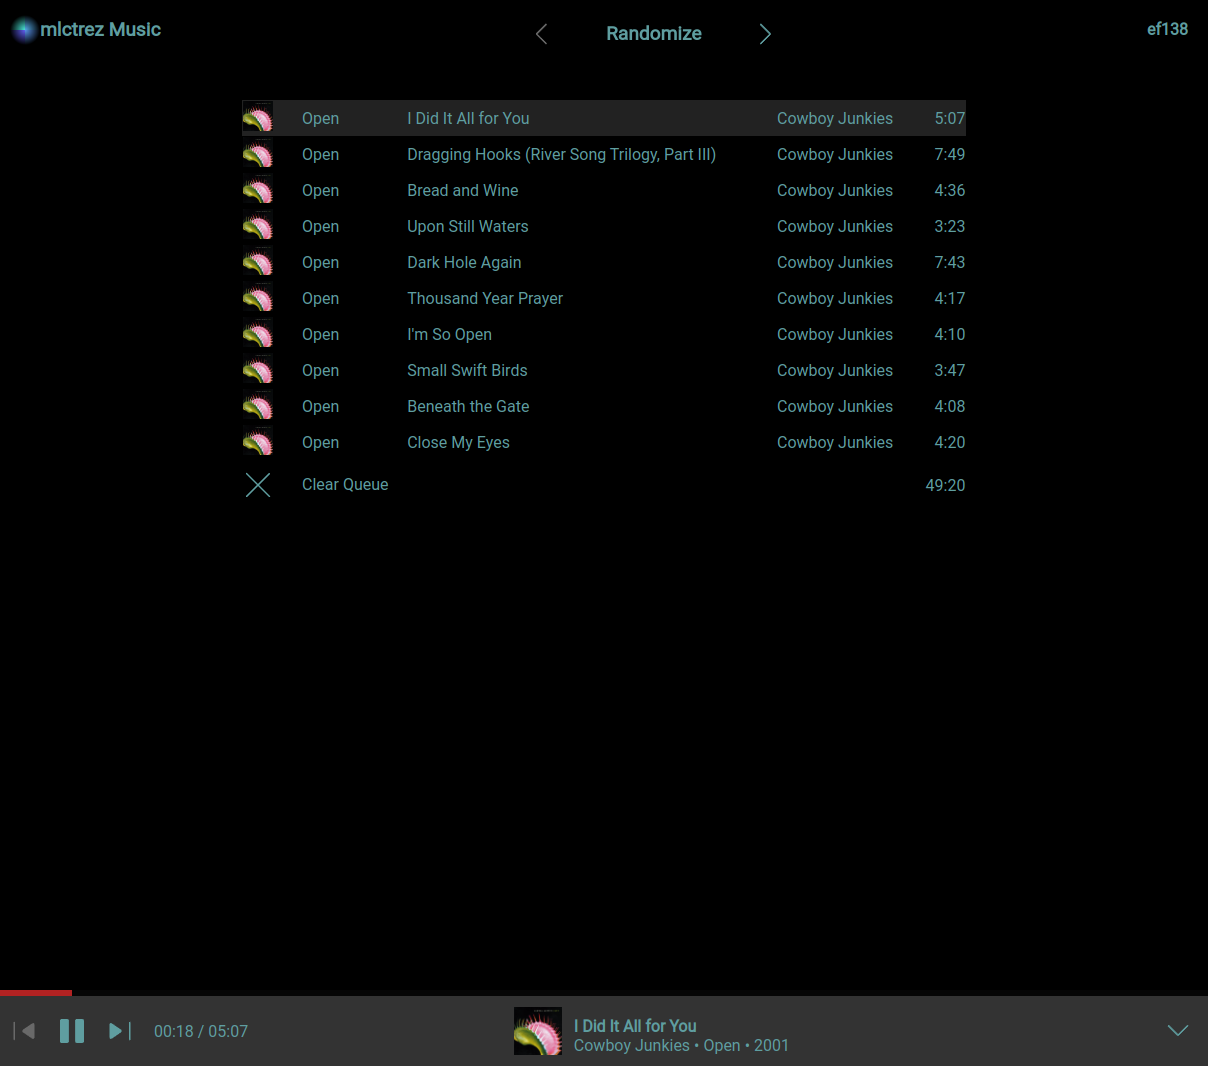 mlctrez Music
Randomize
ef138
Open I Did It All for You Cowboy Junkies 5:07
Open Dragging Hooks (River Song Trilogy, Part III) Cowboy Junkies 7:49
Open Bread and Wine Cowboy Junkies 4:36
Open Upon Still Waters Cowboy Junkies 3:23
Open Dark Hole Again Cowboy Junkies 7:43
Open Thousand Year Prayer Cowboy Junkies 4:17
Open I'm So Open Cowboy Junkies 4:10
Open Small Swift Birds Cowboy Junkies 3:47
Open Beneath the Gate Cowboy Junkies 4:08
Open Close My Eyes Cowboy Junkies 4:20
Clear Queue 49:20
00:18 / 05:07
I Did It All for You
Cowboy Junkies • Open • 2001